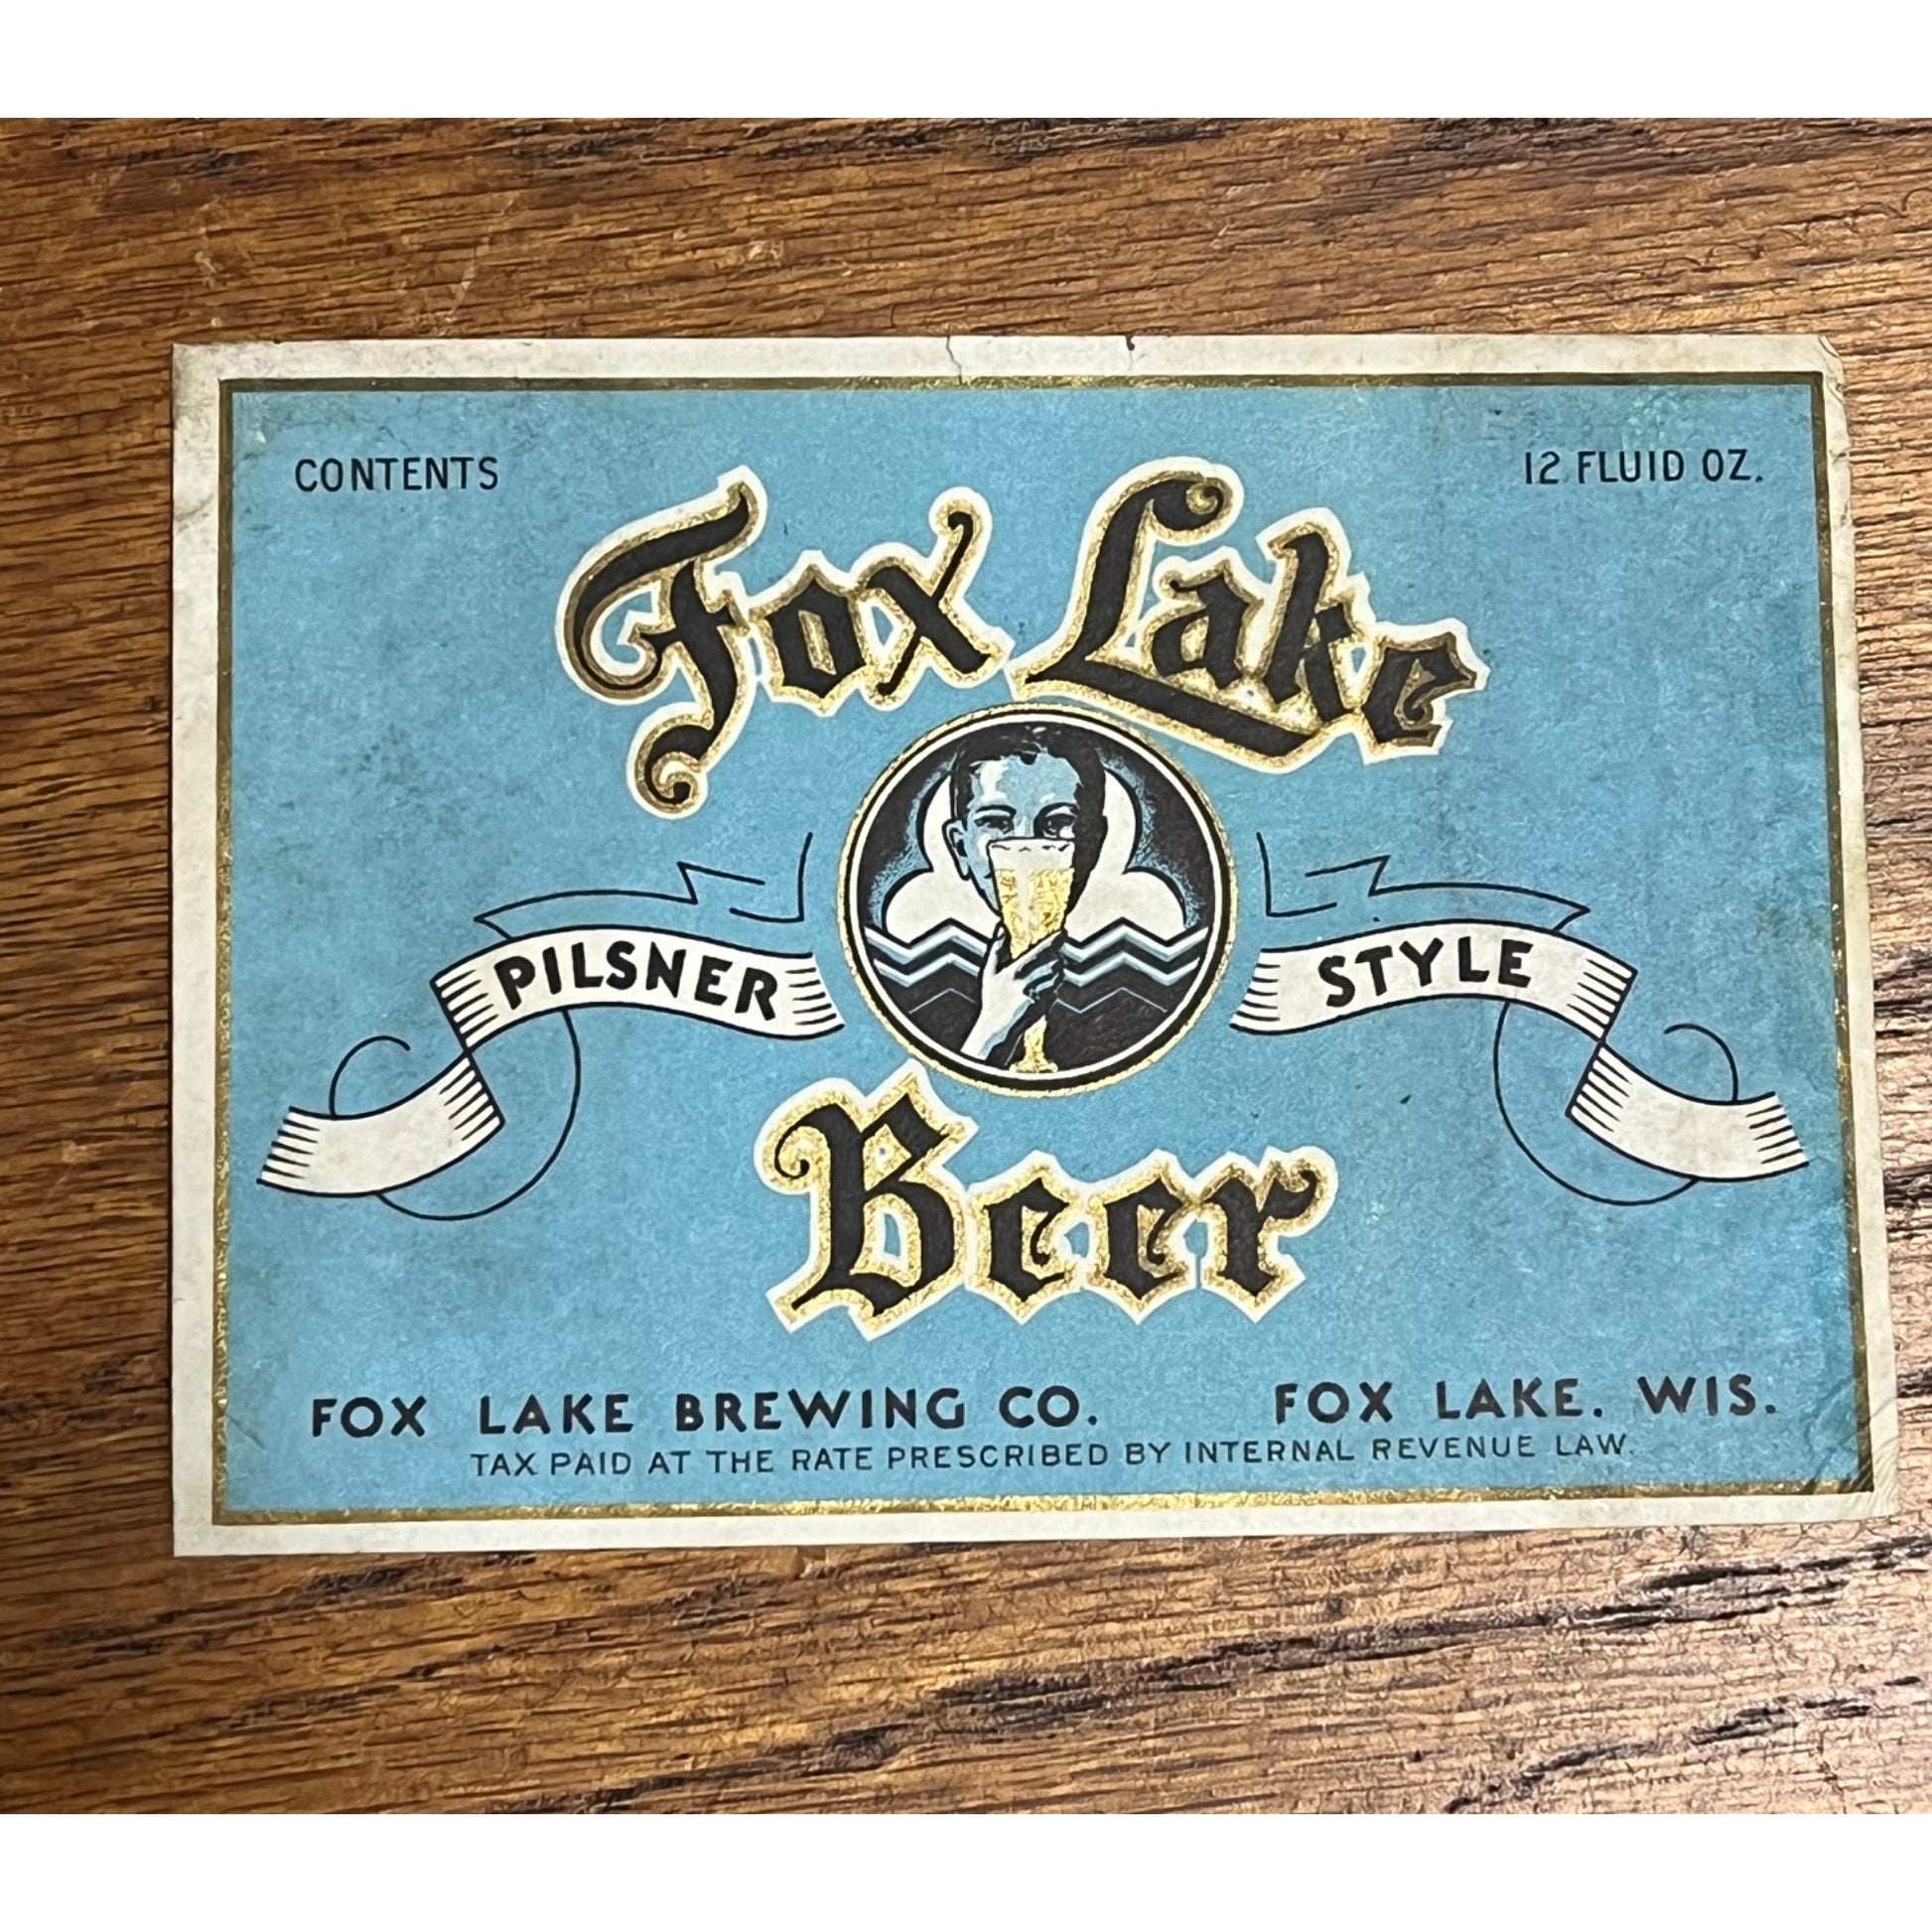 CONTENTS 12 FLUID OZ.
Fox Lake
PILSNER STYLE
Beer
FOX LAKE BREWING CO. FOX LAKE. WIS.
TAX PAID AT THE RATE PRESCRIBED BY INTERNAL REVENUE LAW.